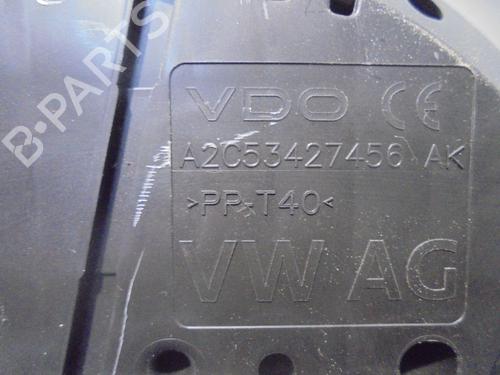 VDO CE
A2C53427456 AK
>PP-T40<
VW AG
B-PARTS